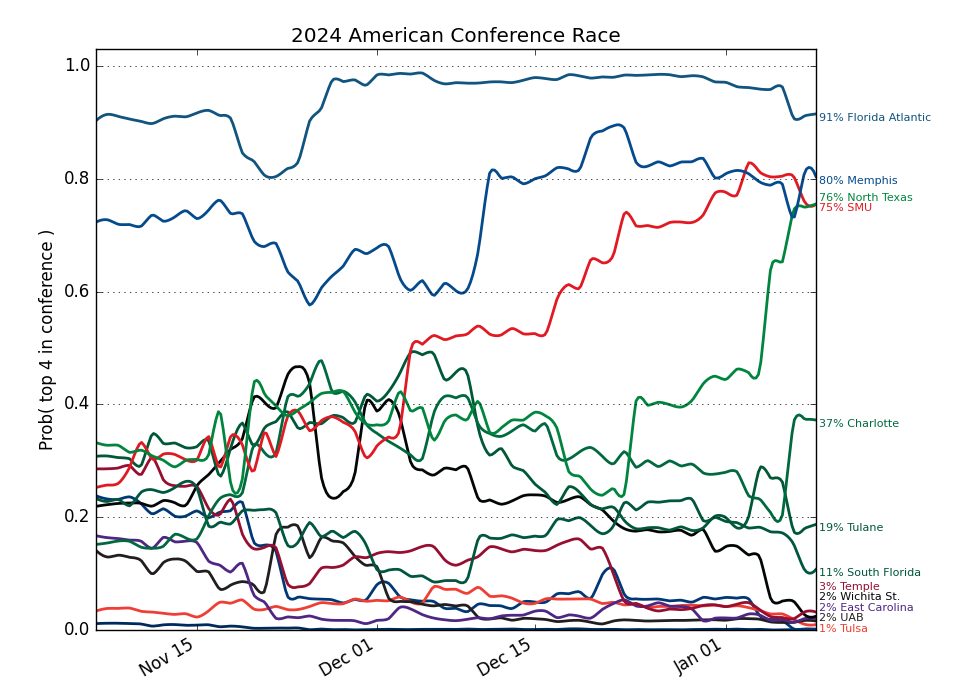 2024 American Conference Race
1.0
0.8
0.6
0.4
0.2
0.0
Prob( top 4 in conference )
Nov 15
Dec 01
Dec 15
Jan 01
91% Florida Atlantic
80% Memphis
76% North Texas
75% SMU
37% Charlotte
19% Tulane
11% South Florida
3% Temple
2% Wichita St.
2% East Carolina
2% UAB
1% Tulsa